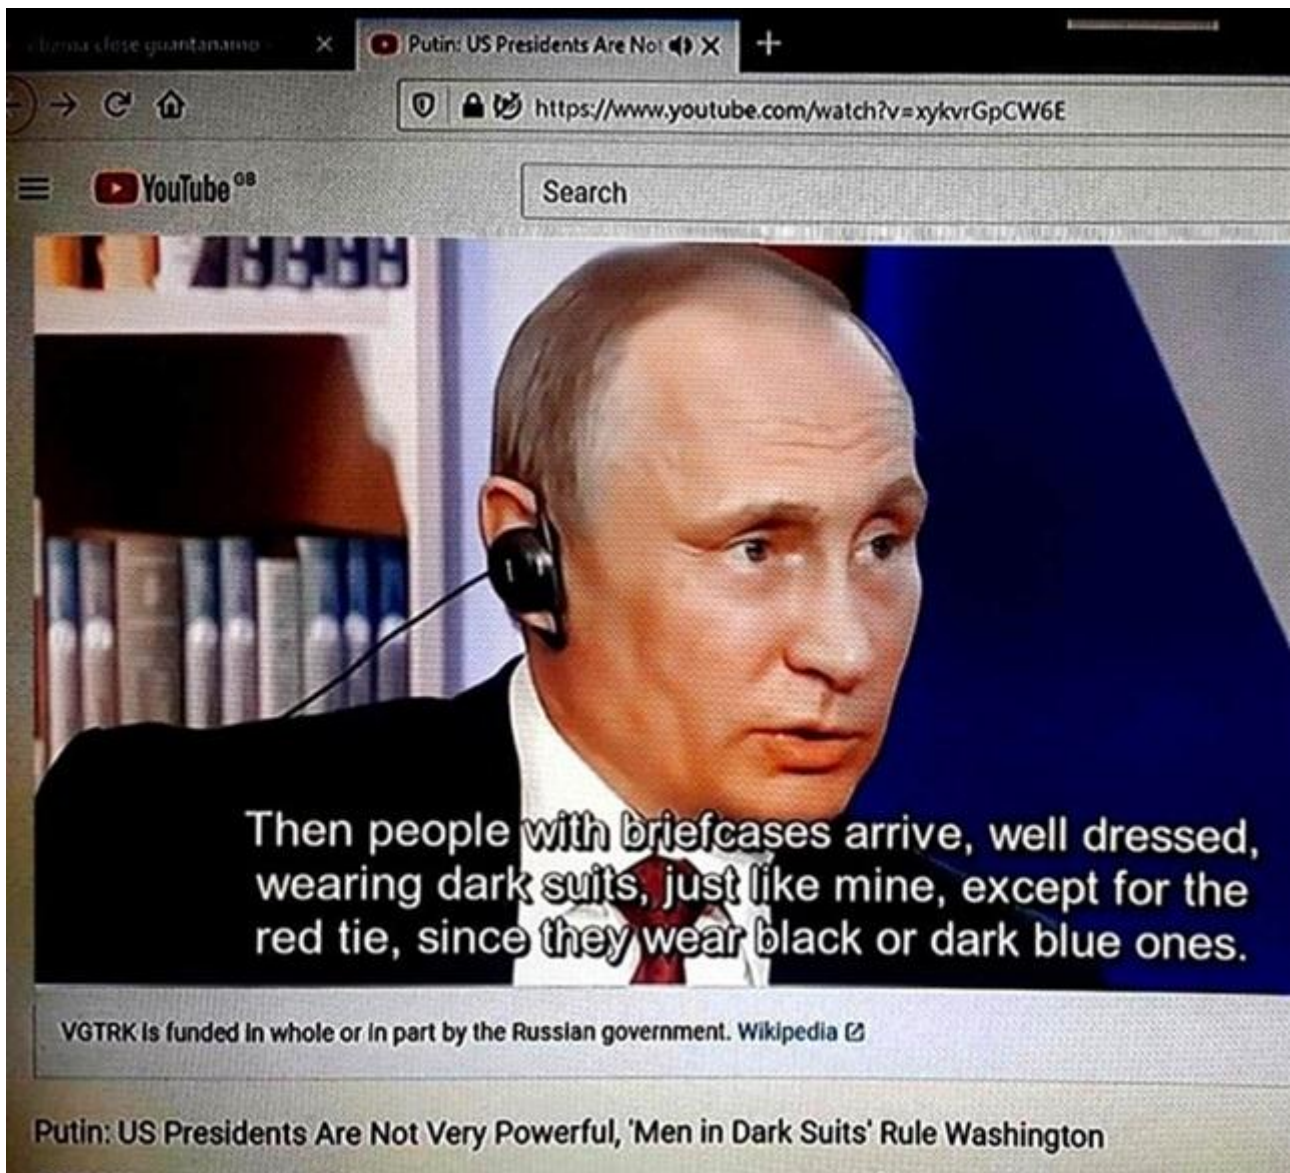 close guantanamo
Putin: US Presidents Are Not
https://www.youtube.com/watch?v=xykvrGpCW6E
YouTube GB
Search
Then people with briefcases arrive, well dressed,
wearing dark suits, just like mine, except for the
red tie, since they wear black or dark blue ones.
VGTRK is funded in whole or in part by the Russian government. Wikipedia
Putin: US Presidents Are Not Very Powerful, 'Men in Dark Suits' Rule Washington